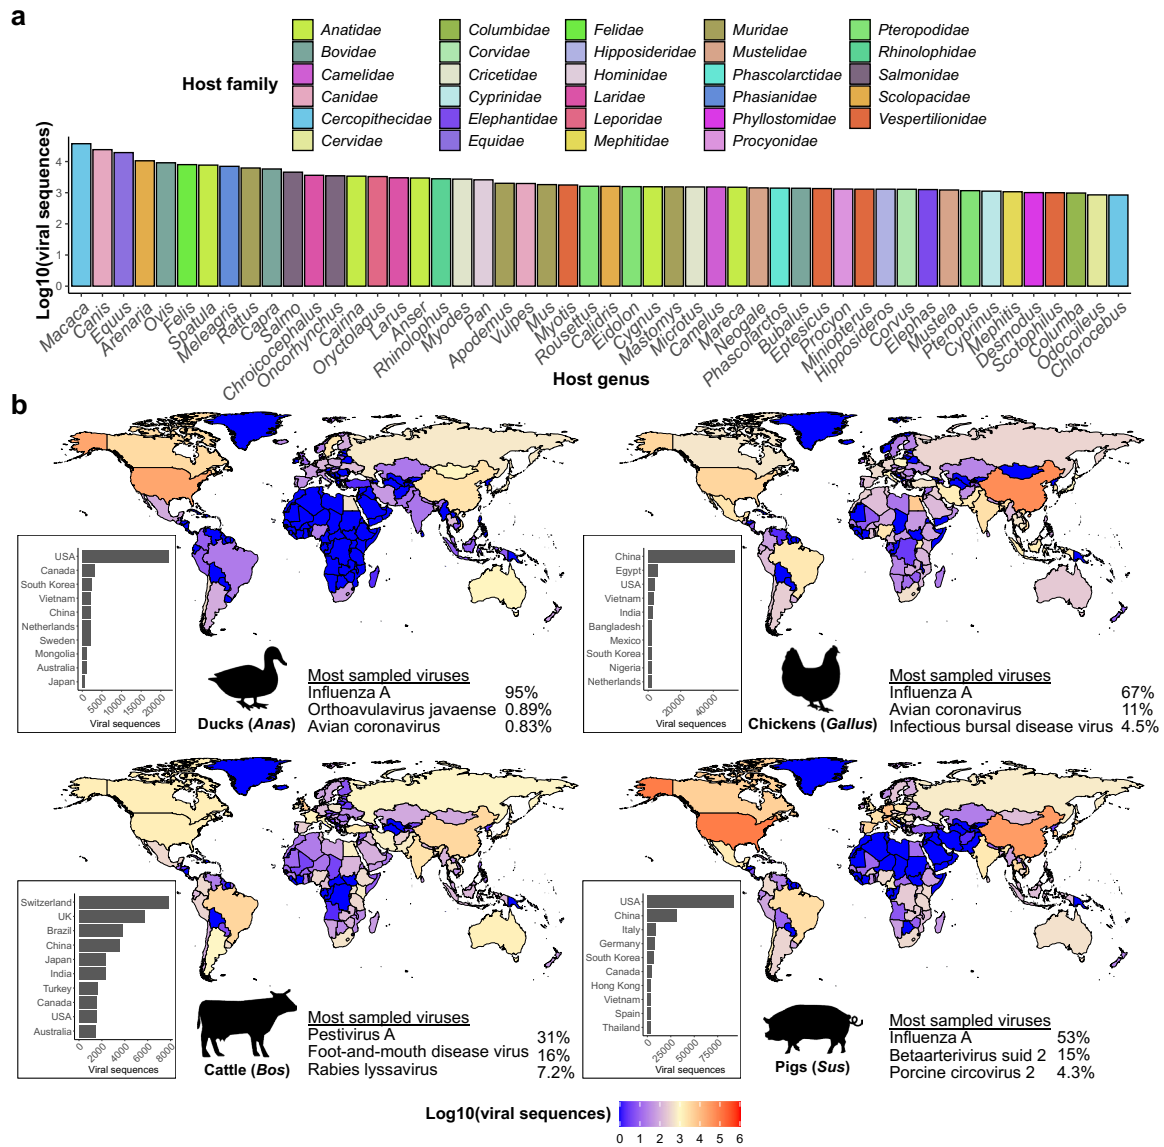 a
Host family
Anatidae
Bovidae
Camelidae
Canidae
Cercopithecidae
Cervidae
Columbidae
Corvidae
Cricetidae
Cyprinidae
Elephantidae
Equidae
Felidae
Hipposideridae
Hominidae
Laridae
Leporidae
Mephitidae
Muridae
Mustelidae
Phascolarctidae
Phasianidae
Phyllostomidae
Procyonidae
Pteropodidae
Rhinolophidae
Salmonidae
Scolopacidae
Vespertilionidae
Log10(viral sequences)
4
3
2
1
0
Macaca
Canis
Equus
Arenaria
Ovis
Felis
Spatula
Meleagris
Rattus
Capra
Salmo
Chroicocephalus
Oncorhynchus
Cairina
Oryctolagus
Larus
Anser
Rhinolophus
Myodes
Pan
Apodemus
Vulpes
Mus
Myotis
Rousettus
Calidris
Eidolon
Cygnus
Mastomys
Microtus
Camelus
Mareca
Neogale
Phascolarctos
Bubalus
Eptesicus
Procyon
Miniopterus
Hipposideros
Corvus
Elephas
Mustela
Pteropus
Cyprinus
Mephitis
Desmodus
Scotophilus
Columba
Odocoileus
Chlorocebus
Host genus
b
USA
Canada
South Korea
Vietnam
China
Netherlands
Sweden
Mongolia
Australia
Japan
0
5000
10000
15000
20000
Viral sequences
Ducks (Anas)
Most sampled viruses
Influenza A 95%
Orthoavulavirus javaense 0.89%
Avian coronavirus 0.83%
China
Egypt
USA
Vietnam
India
Bangladesh
Mexico
South Korea
Nigeria
Netherlands
0
20000
40000
Viral sequences
Chickens (Gallus)
Most sampled viruses
Influenza A 67%
Avian coronavirus 11%
Infectious bursal disease virus 4.5%
Switzerland
UK
Brazil
China
Japan
India
Turkey
Canada
USA
Australia
0
2000
4000
6000
8000
Viral sequences
Cattle (Bos)
Most sampled viruses
Pestivirus A 31%
Foot-and-mouth disease virus 16%
Rabies lyssavirus 7.2%
USA
China
Italy
Germany
South Korea
Canada
Hong Kong
Vietnam
Spain
Thailand
0
25000
50000
75000
Viral sequences
Pigs (Sus)
Most sampled viruses
Influenza A 53%
Betaarterivirus suid 2 15%
Porcine circovirus 2 4.3%
Log10(viral sequences)
0 1 2 3 4 5 6